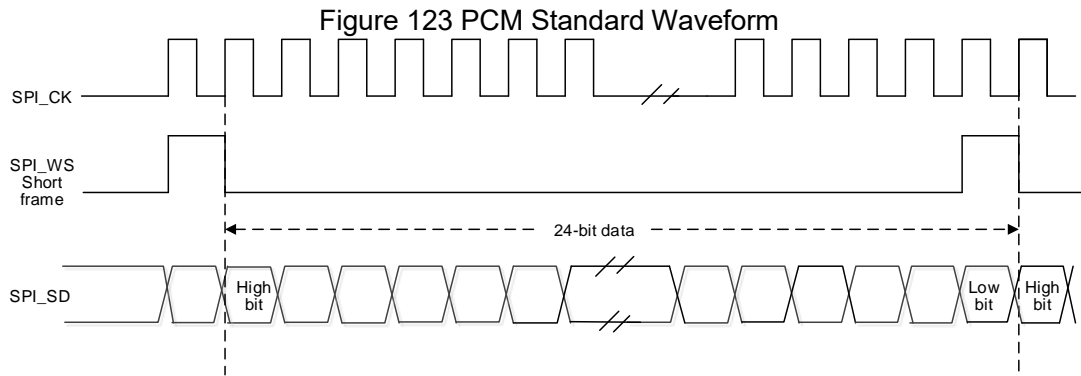 Figure 123 PCM Standard Waveform
SPI_CK
SPI_WS
Short
frame
24-bit data
SPI_SD
High
bit
Low
bit
High
bit